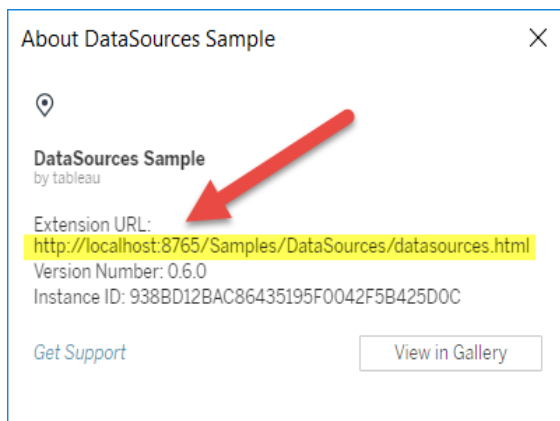 About DataSources Sample
DataSources Sample
by tableau
Extension URL:
http://localhost:8765/Samples/DataSources/datasources.html
Version Number: 0.6.0
Instance ID: 938BD12BAC86435195F0042F5B425D0C
Get Support
View in Gallery